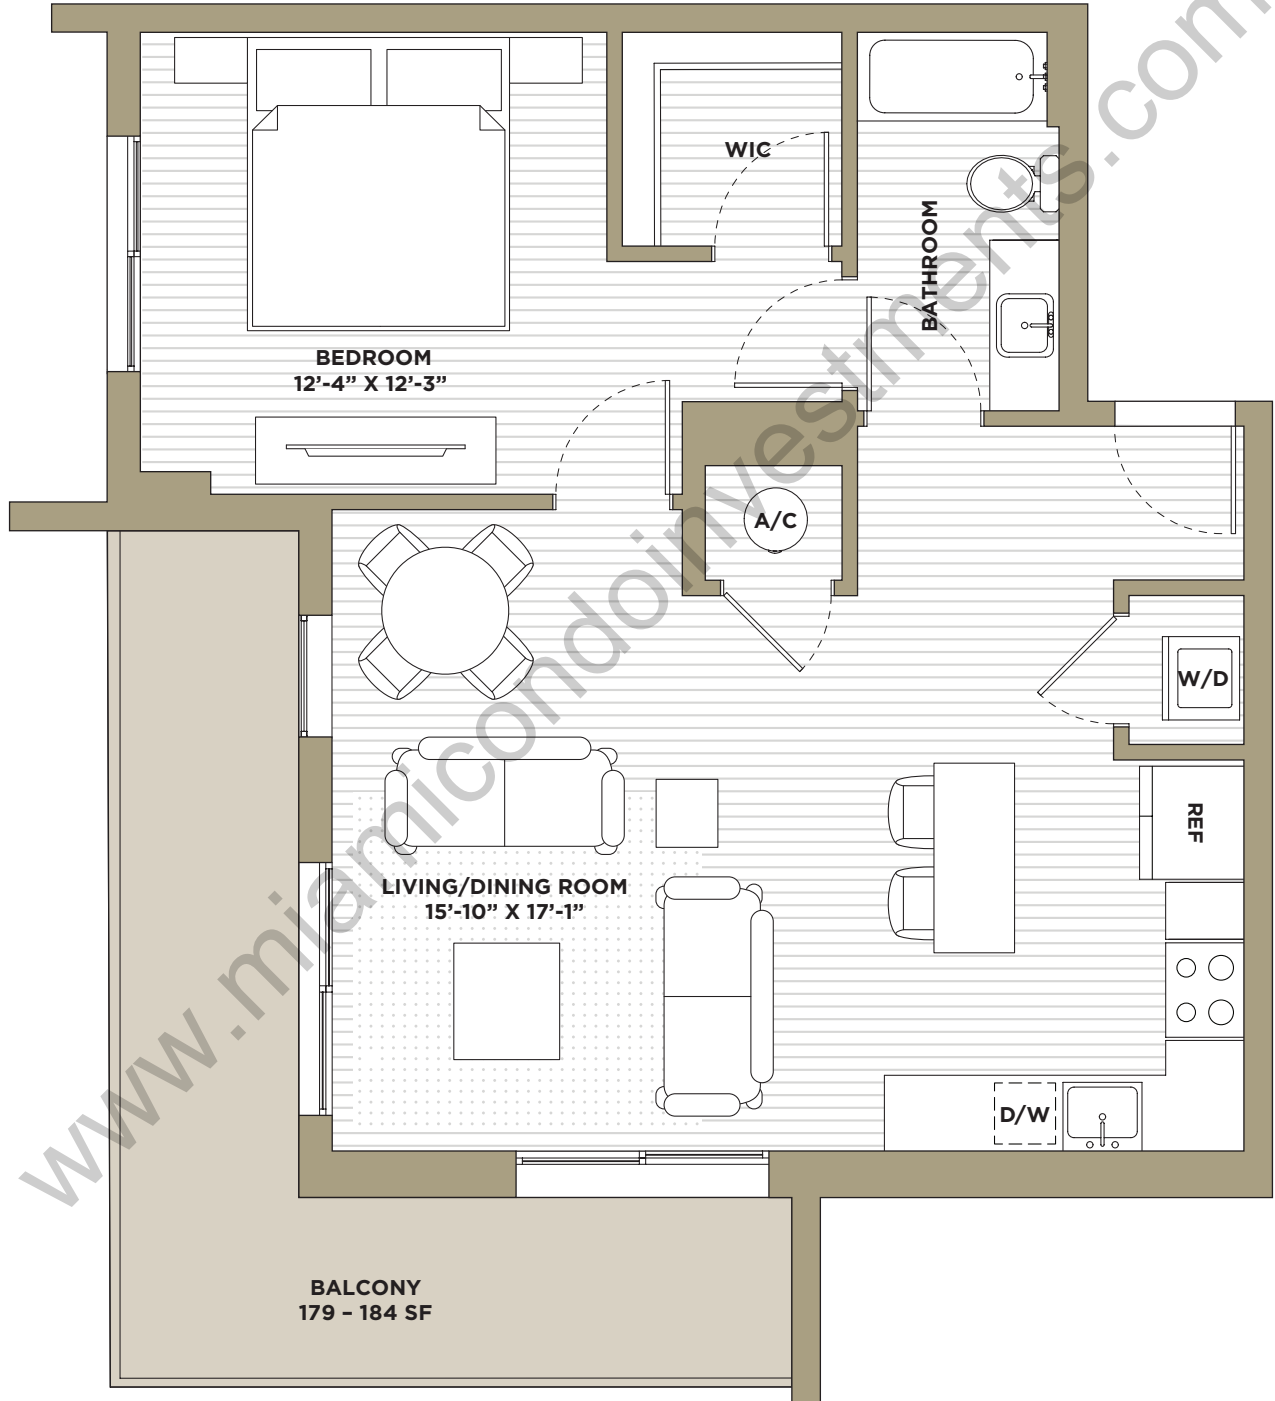 WIC
BATHROOM
BEDROOM
12’-4” X 12’-3”
A/C
W/D
REF
LIVING/DINING ROOM
15’-10” X 17’-1”
D/W
BALCONY
179 – 184 SF
www.miamicondoinvestments.com